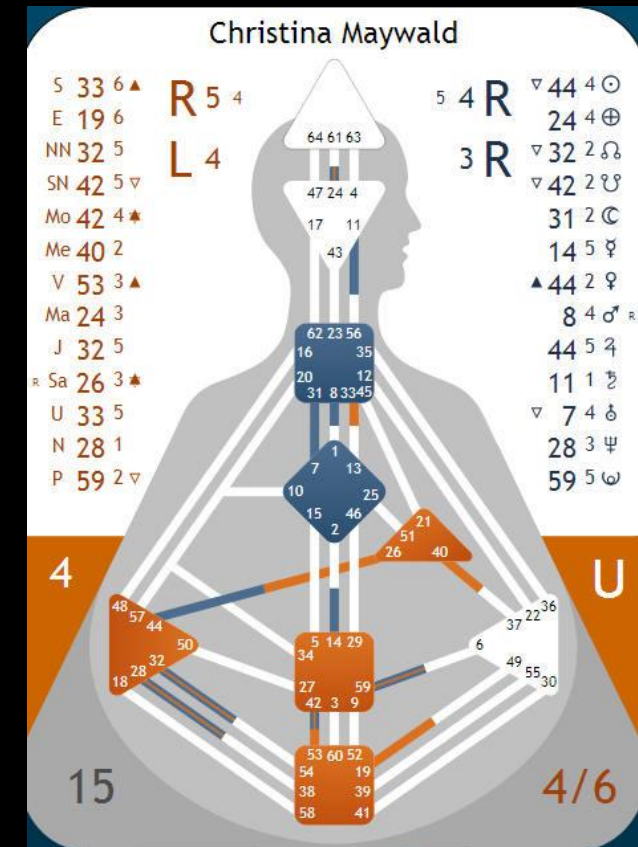 Christina Maywald
S 33 6 ▲
E 19 6
NN 32 5
SN 42 5 ▽
Mo 42 4
Me 40 2
V 53 3 ▲
Ma 24 3
J 32 5
R Sa 26 3
U 33 5
N 28 1
P 59 2 ▽
R 5 4
L 4
5 4 R
3 R
▽ 44 4 ☉
24 4 ⊕
▽ 32 2 ☊
▽ 42 2 ☋
31 2 ☾
14 5 ☿
▲ 44 2 ♀
8 4 ♂ R
44 5 ♃
11 1 ♄
▽ 7 4 ⛢
28 3 ♆
59 5
64 61 63
47 24 4
17 11
43
62 23 56
16 35
20 12
31 8 33 45
1
7 13
10 25
15 46
2
21
51
26 40
4
U
48
57
44
50
32
28
18
36
22
37
6
49
55
30
5 14 29
34
27 59
42 3 9
53 60 52
54 19
38 39
58 41
15
4/6